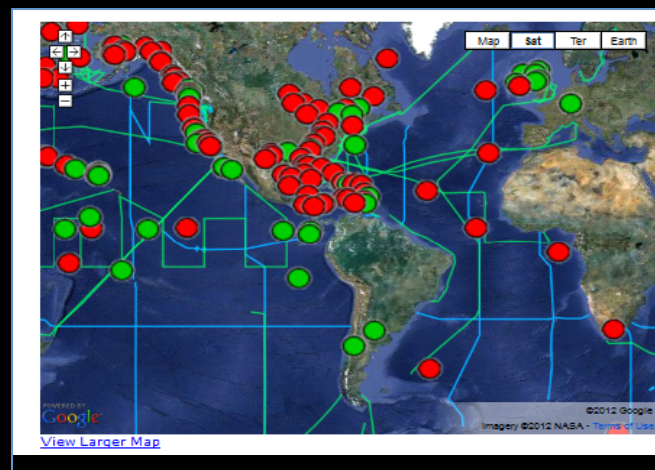 Map Sat Ter Earth
POWERED BY
Google
©2012 Google
Imagery ©2012 NASA - Terms of Use
View Larger Map